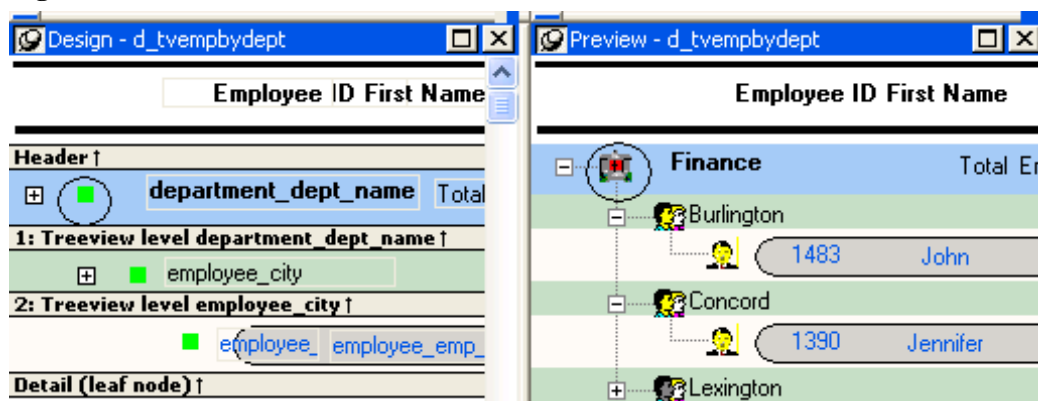 Design - d_tvempbydept
Employee ID First Name
Header ↑
department_dept_name Total
1: Treeview level department_dept_name ↑
employee_city
2: Treeview level employee_city ↑
employee_ employee_emp_
Detail (leaf node) ↑
Preview - d_tvempbydept
Employee ID First Name
Finance Total Er
Burlington
1483 John
Concord
1390 Jennifer
Lexington